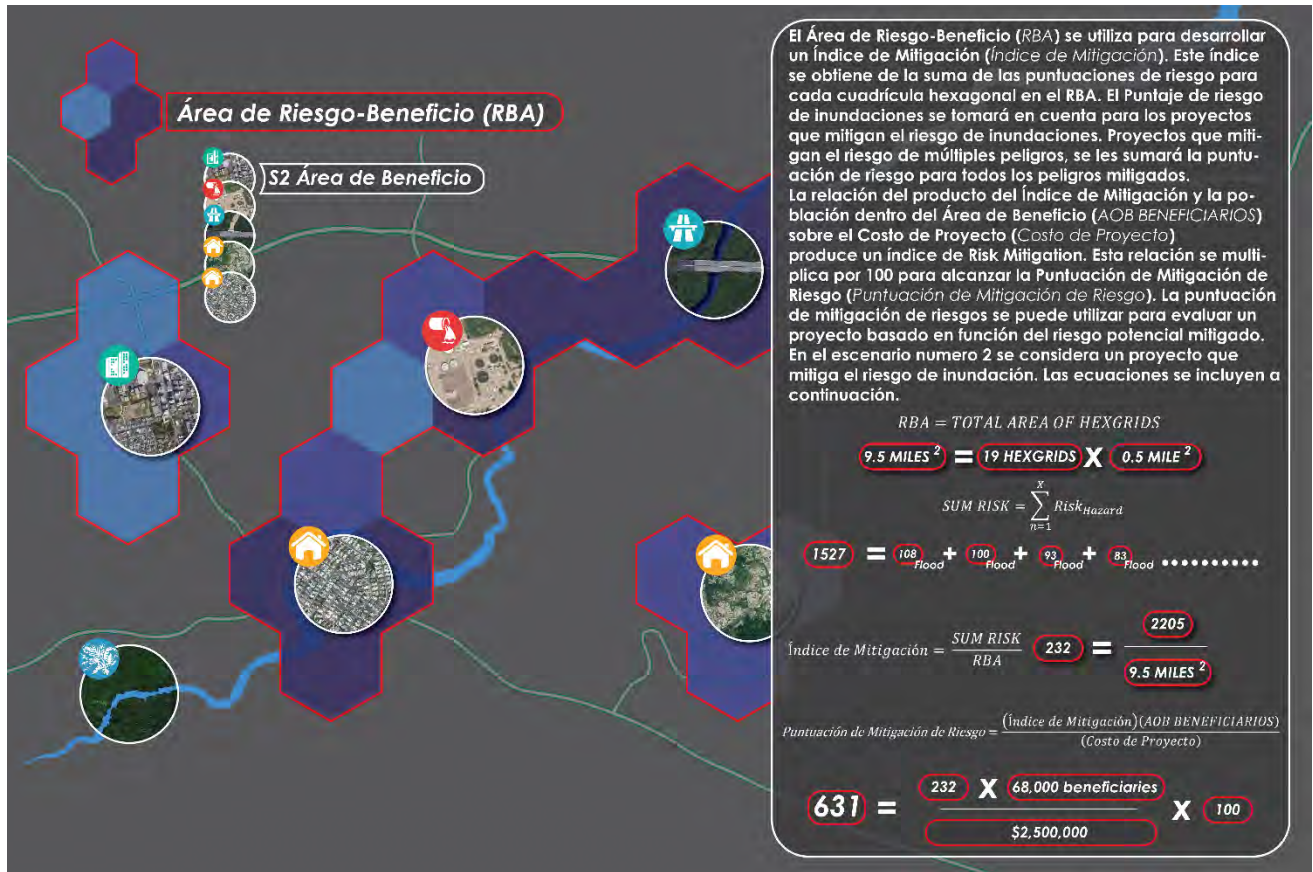 Área de Riesgo-Beneficio (RBA)
S2 Área de Beneficio
El Área de Riesgo-Beneficio (RBA) se utiliza para desarrollar
un Índice de Mitigación (Índice de Mitigación). Este índice
se obtiene de la suma de las puntuaciones de riesgo para
cada cuadrícula hexagonal en el RBA. El Puntaje de riesgo
de inundaciones se tomará en cuenta para los proyectos
que mitigan el riesgo de inundaciones. Proyectos que miti-
gan el riesgo de múltiples peligros, se les sumará la puntu-
ación de riesgo para todos los peligros mitigados.
La relación del producto del Índice de Mitigación y la po-
blación dentro del Área de Beneficio (AOB BENEFICIARIOS)
sobre el Costo de Proyecto (Costo de Proyecto)
produce un índice de Risk Mitigation. Esta relación se multi-
plica por 100 para alcanzar la Puntuación de Mitigación de
Riesgo (Puntuación de Mitigación de Riesgo). La puntuación
de mitigación de riesgos se puede utilizar para evaluar un
proyecto basado en función del riesgo potencial mitigado.
En el escenario numero 2 se considera un proyecto que
mitiga el riesgo de inundación. Las ecuaciones se incluyen a
continuación.
RBA = TOTAL AREA OF HEXGRIDS
9.5 MILES ² = 19 HEXGRIDS X 0.5 MILE ²
SUM RISK = ∑ₙ₌₁ˣ Risk Hazard
1527 = 108 Flood + 100 Flood + 93 Flood + 83 Flood ..........
Índice de Mitigación = SUM RISK / RBA 232 = 2205 / 9.5 MILES ²
Puntuación de Mitigación de Riesgo = (Índice de Mitigación)(AOB BENEFICIARIOS) / (Costo de Proyecto)
631 = 232 X 68,000 beneficiaries / $2,500,000 X 100